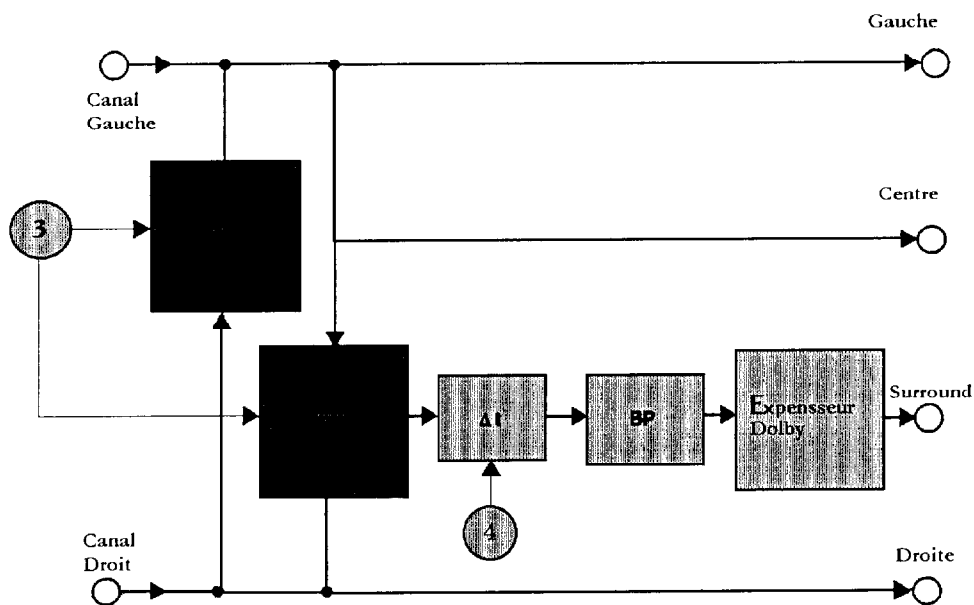 Gauche
Canal
Gauche
Centre
3
Surround
Δt
BP
Expensseur
Dolby
4
Canal
Droit
Droite